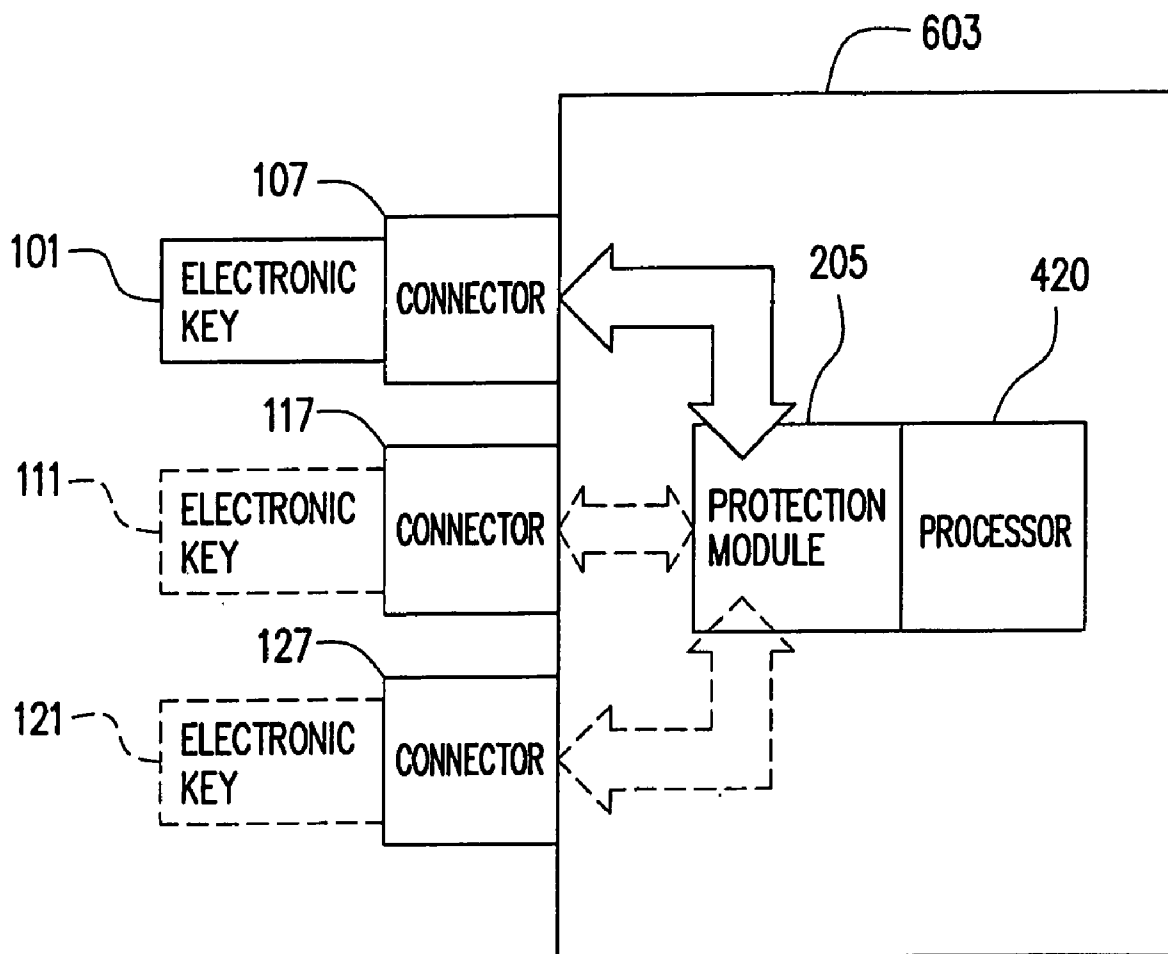 603
107
101
ELECTRONIC
KEY
CONNECTOR
205
420
117
111
ELECTRONIC
KEY
CONNECTOR
PROTECTION
MODULE
PROCESSOR
127
121
ELECTRONIC
KEY
CONNECTOR